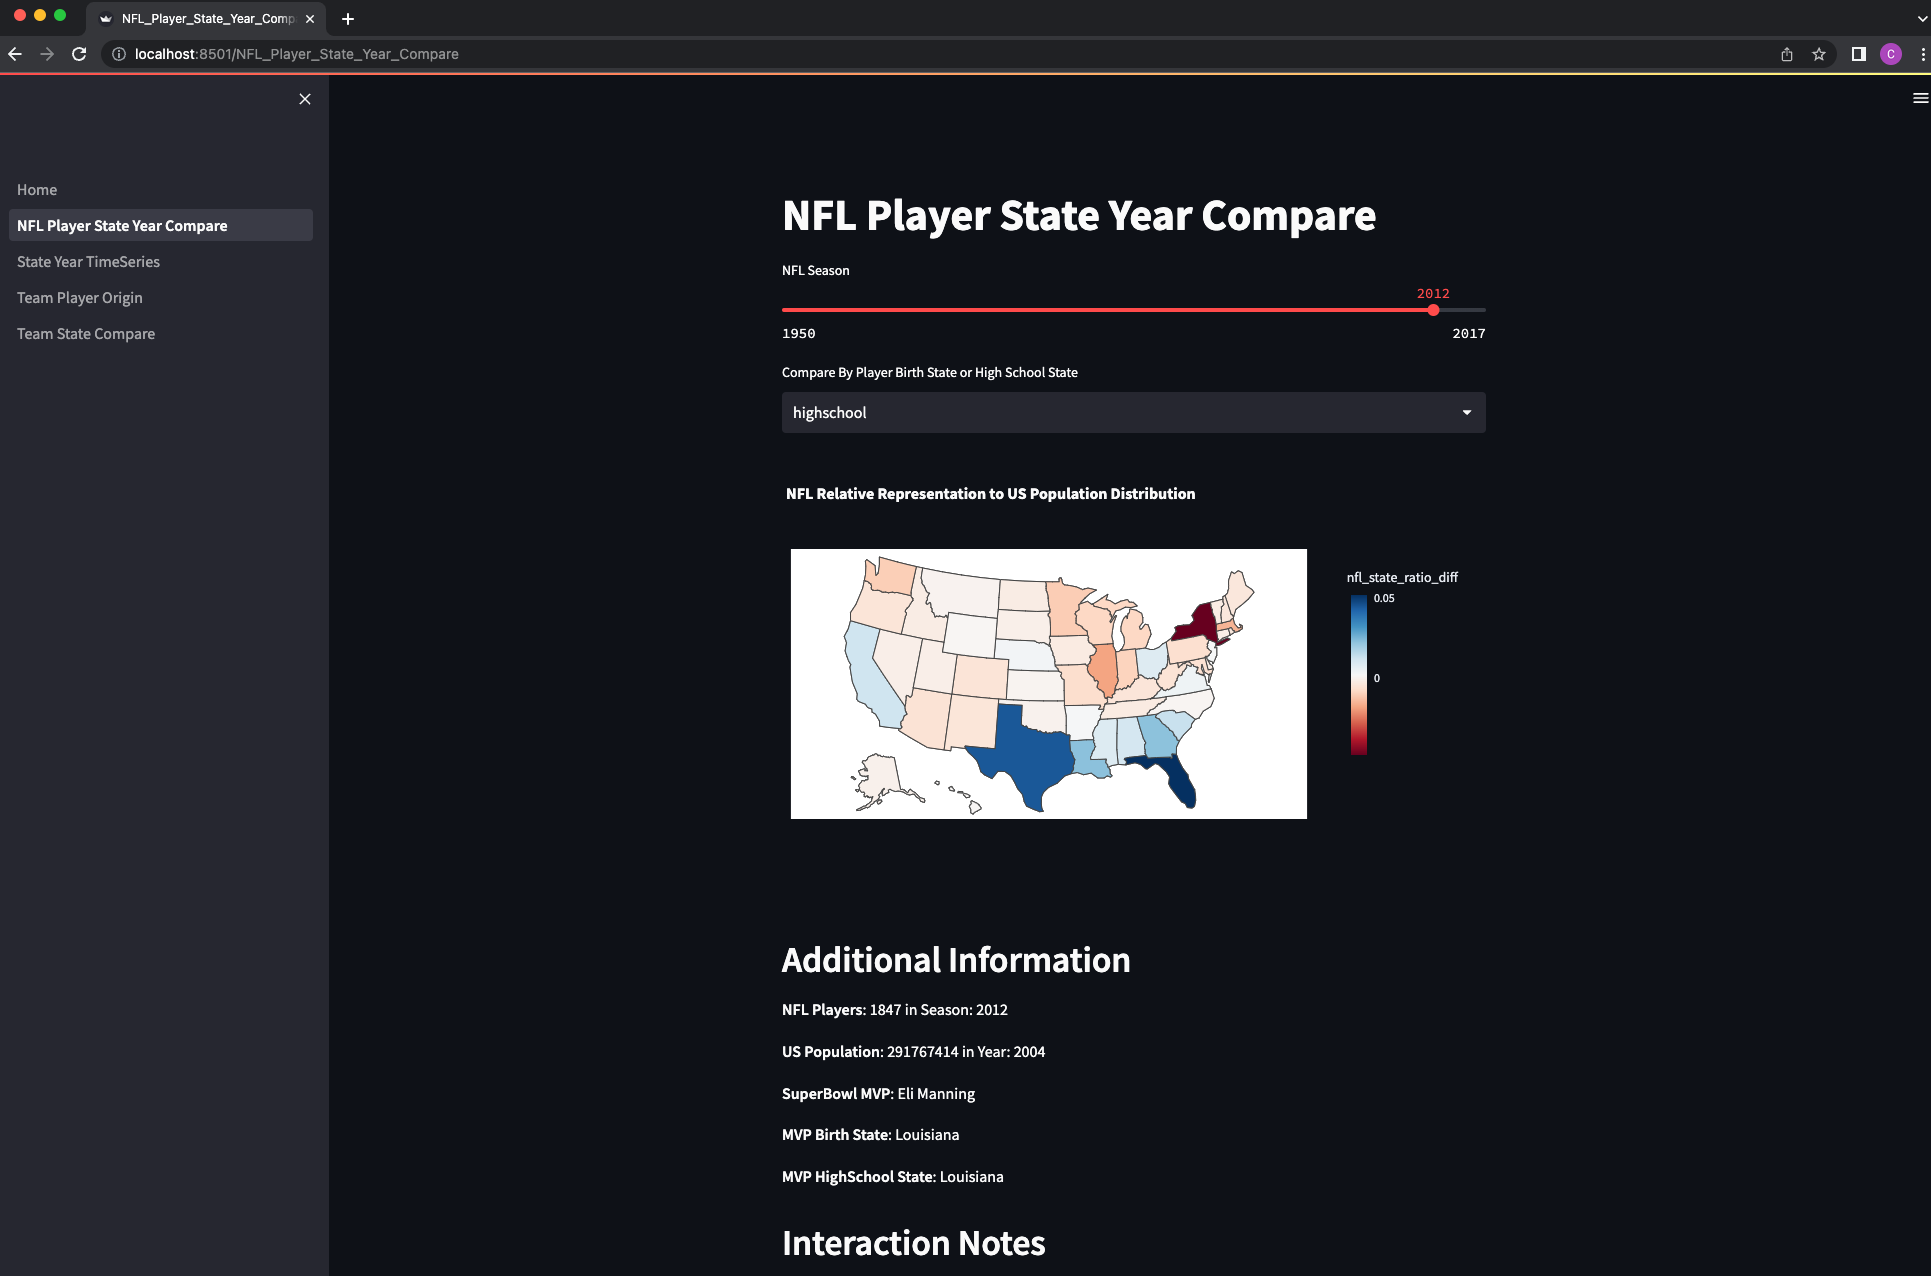 NFL_Player_State_Year_Comp
localhost:8501/NFL_Player_State_Year_Compare
C
Home
NFL Player State Year Compare
State Year TimeSeries
Team Player Origin
Team State Compare
NFL Player State Year Compare
NFL Season
2012
1950
2017
Compare By Player Birth State or High School State
highschool
NFL Relative Representation to US Population Distribution
nfl_state_ratio_diff
0.05
0
Additional Information
NFL Players: 1847 in Season: 2012
US Population: 291767414 in Year: 2004
SuperBowl MVP: Eli Manning
MVP Birth State: Louisiana
MVP HighSchool State: Louisiana
Interaction Notes